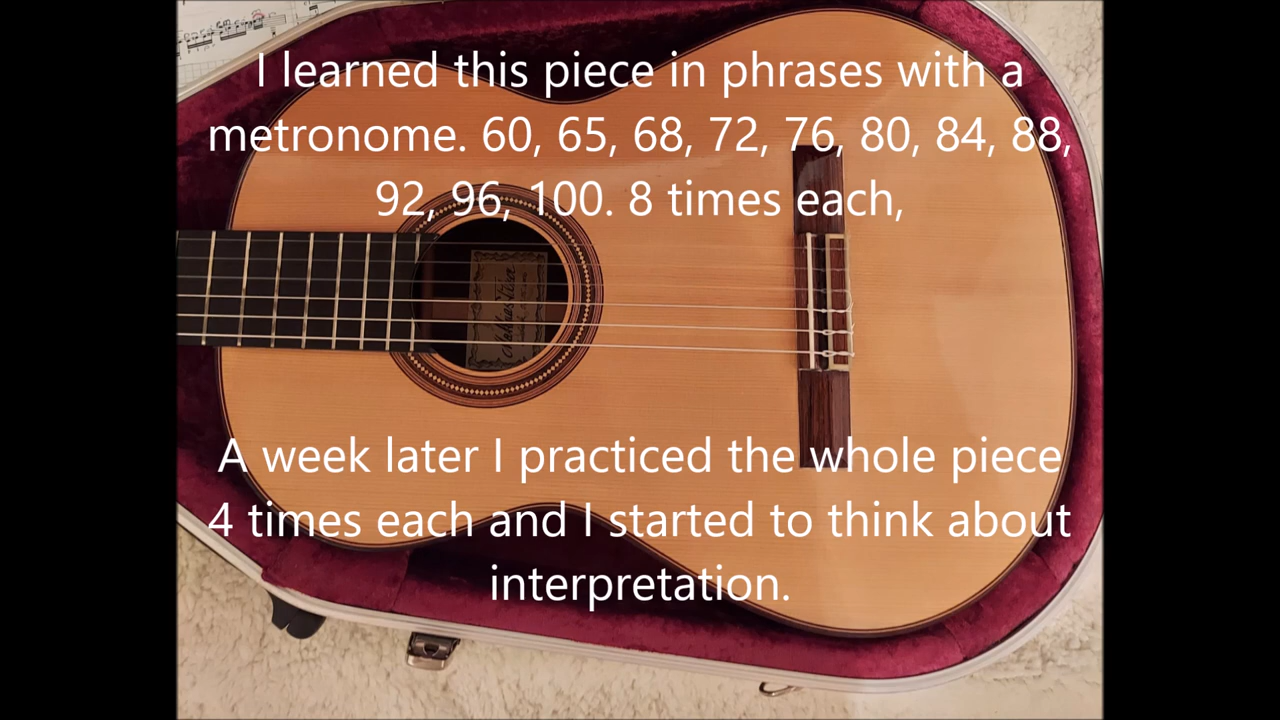 I learned this piece in phrases with a
metronome. 60, 65, 68, 72, 76, 80, 84, 88,
92, 96, 100. 8 times each,
A week later I practiced the whole piece
4 times each and I started to think about
interpretation.